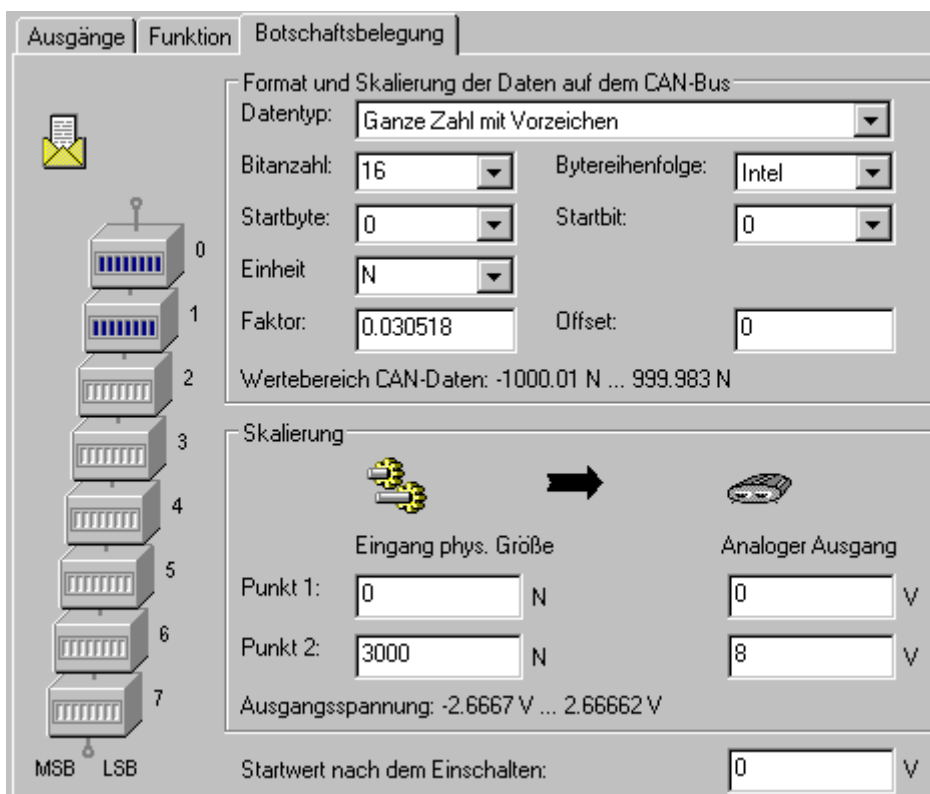 Ausgänge Funktion Botschaftsbelegung
Format und Skalierung der Daten auf dem CAN-Bus
Datentyp: Ganze Zahl mit Vorzeichen
Bitanzahl: 16 Bytereihenfolge: Intel
Startbyte: 0 Startbit: 0
Einheit N
Faktor: 0.030518 Offset: 0
Wertebereich CAN-Daten: -1000.01 N ... 999.983 N
0
1
2
3
4
5
6
7
MSB LSB
Skalierung
Eingang phys. Größe Analoger Ausgang
Punkt 1: 0 N 0 V
Punkt 2: 3000 N 8 V
Ausgangsspannung: -2.6667 V ... 2.66662 V
Startwert nach dem Einschalten: 0 V